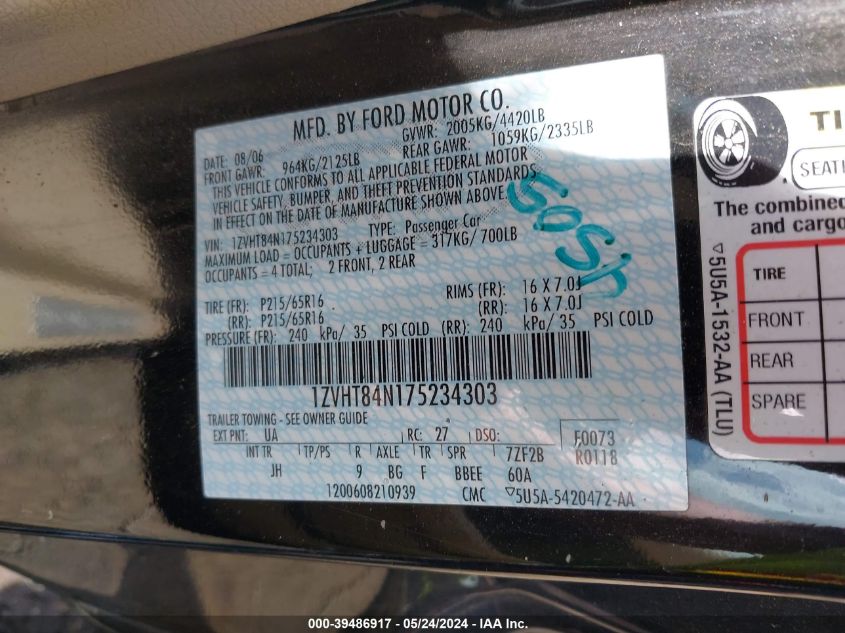 MFD. BY FORD MOTOR CO.
DATE: 08/06 GVWR: 2005KG/4420LB
FRONT GAWR: 964KG/2125LB REAR GAWR: 1059KG/2335LB
THIS VEHICLE CONFORMS TO ALL APPLICABLE FEDERAL MOTOR
VEHICLE SAFETY, BUMPER, AND THEFT PREVENTION STANDARDS
IN EFFECT ON THE DATE OF MANUFACTURE SHOWN ABOVE.
VIN: 1ZVHT84N175234303 TYPE: Passenger Car
MAXIMUM LOAD = OCCUPANTS + LUGGAGE = 317KG/ 700LB
OCCUPANTS = 4 TOTAL; 2 FRONT, 2 REAR
TIRE (FR): P215/65R16 RIMS (FR): 16 X 7.0J
(RR): P215/65R16 (RR): 16 X 7.0J
PRESSURE (FR): 240 kPa/ 35 PSI COLD (RR): 240 kPa/ 35 PSI COLD
1ZVHT84N175234303
TRAILER TOWING - SEE OWNER GUIDE
EXT PNT: UA RC: 27 DSO: F0073
INT TR TP/PS R AXLE TR SPR 7ZF2B R0118
JH 9 BG F BBEE 60A
1200608210939 CMC ▽5U5A-5420472-AA
TI
SEATI
The combined
and cargo
TIRE
FRONT
REAR
SPARE
▽5U5A-1532-AA (TLU)
000-39486917 - 05/24/2024 - IAA, Inc.